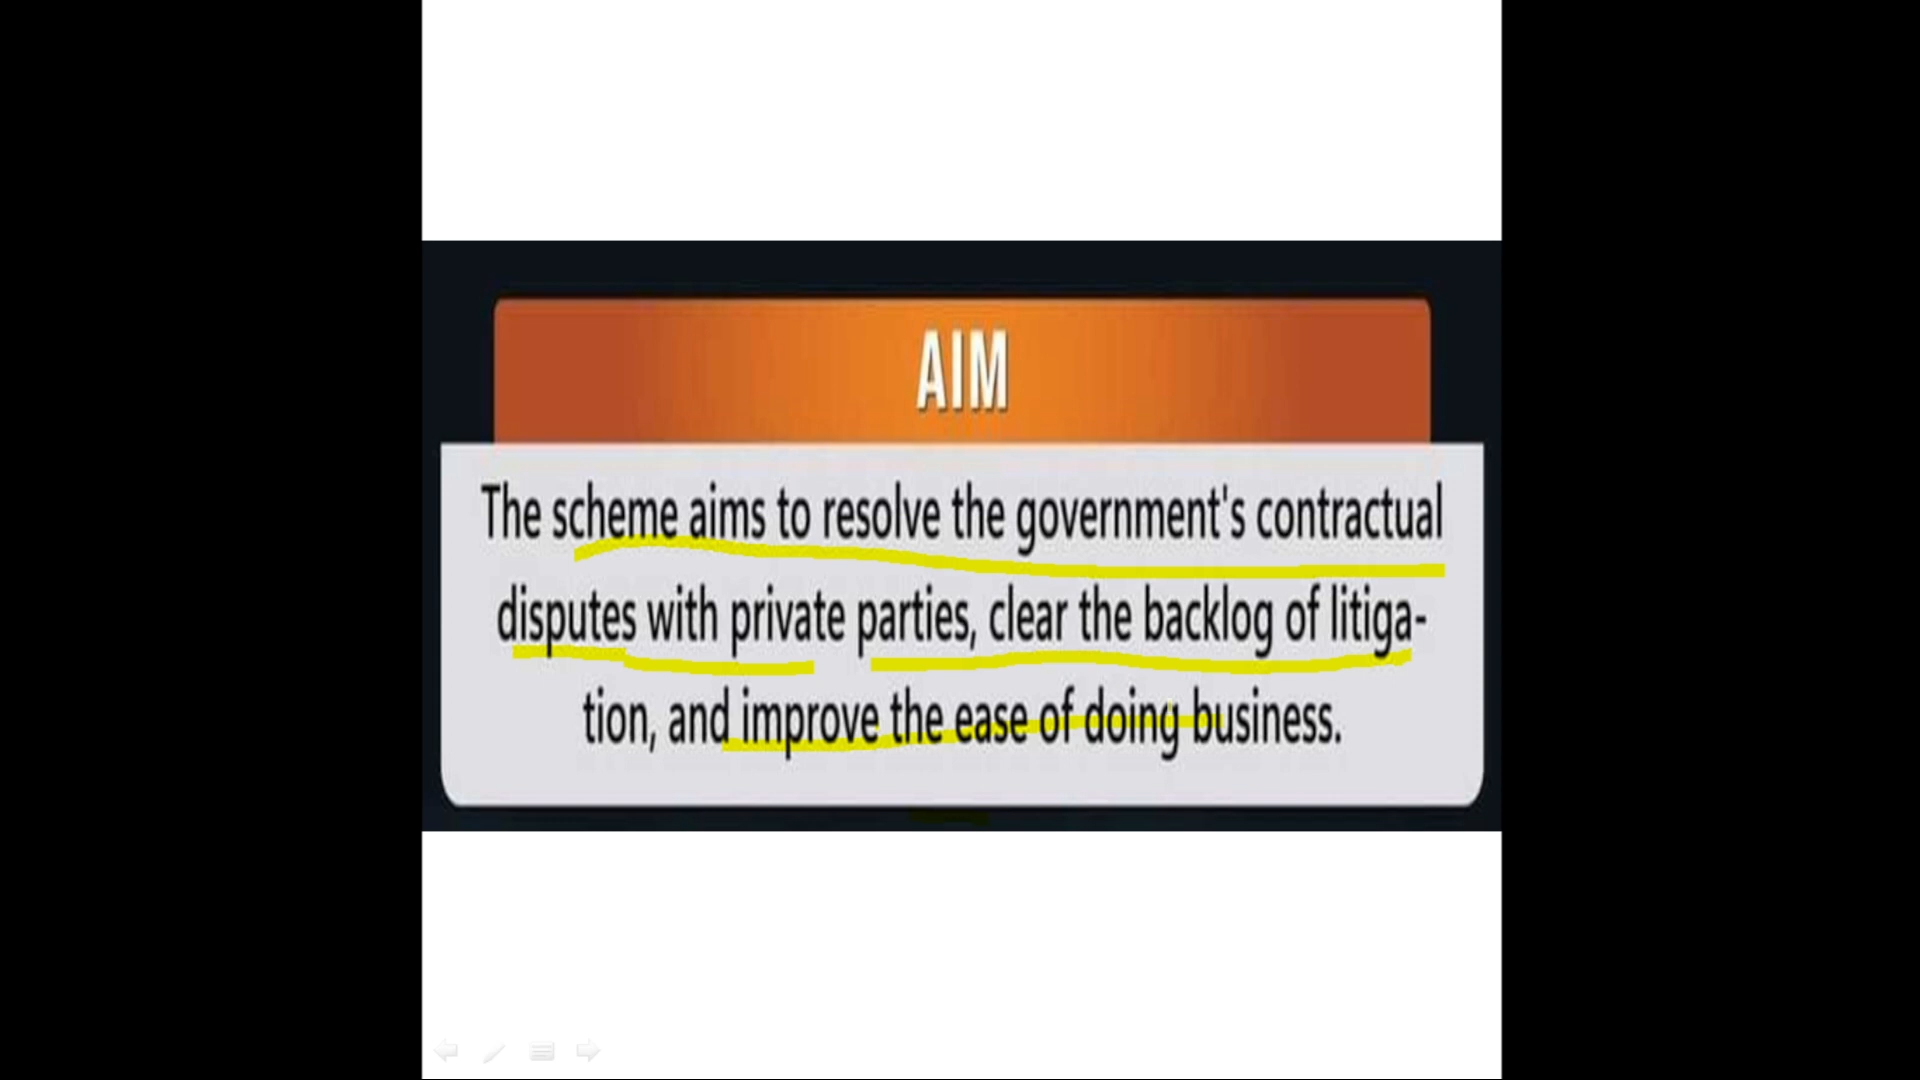 AIM
The scheme aims to resolve the government's contractual
disputes with private parties, clear the backlog of litiga-
tion, and improve the ease of doing business.